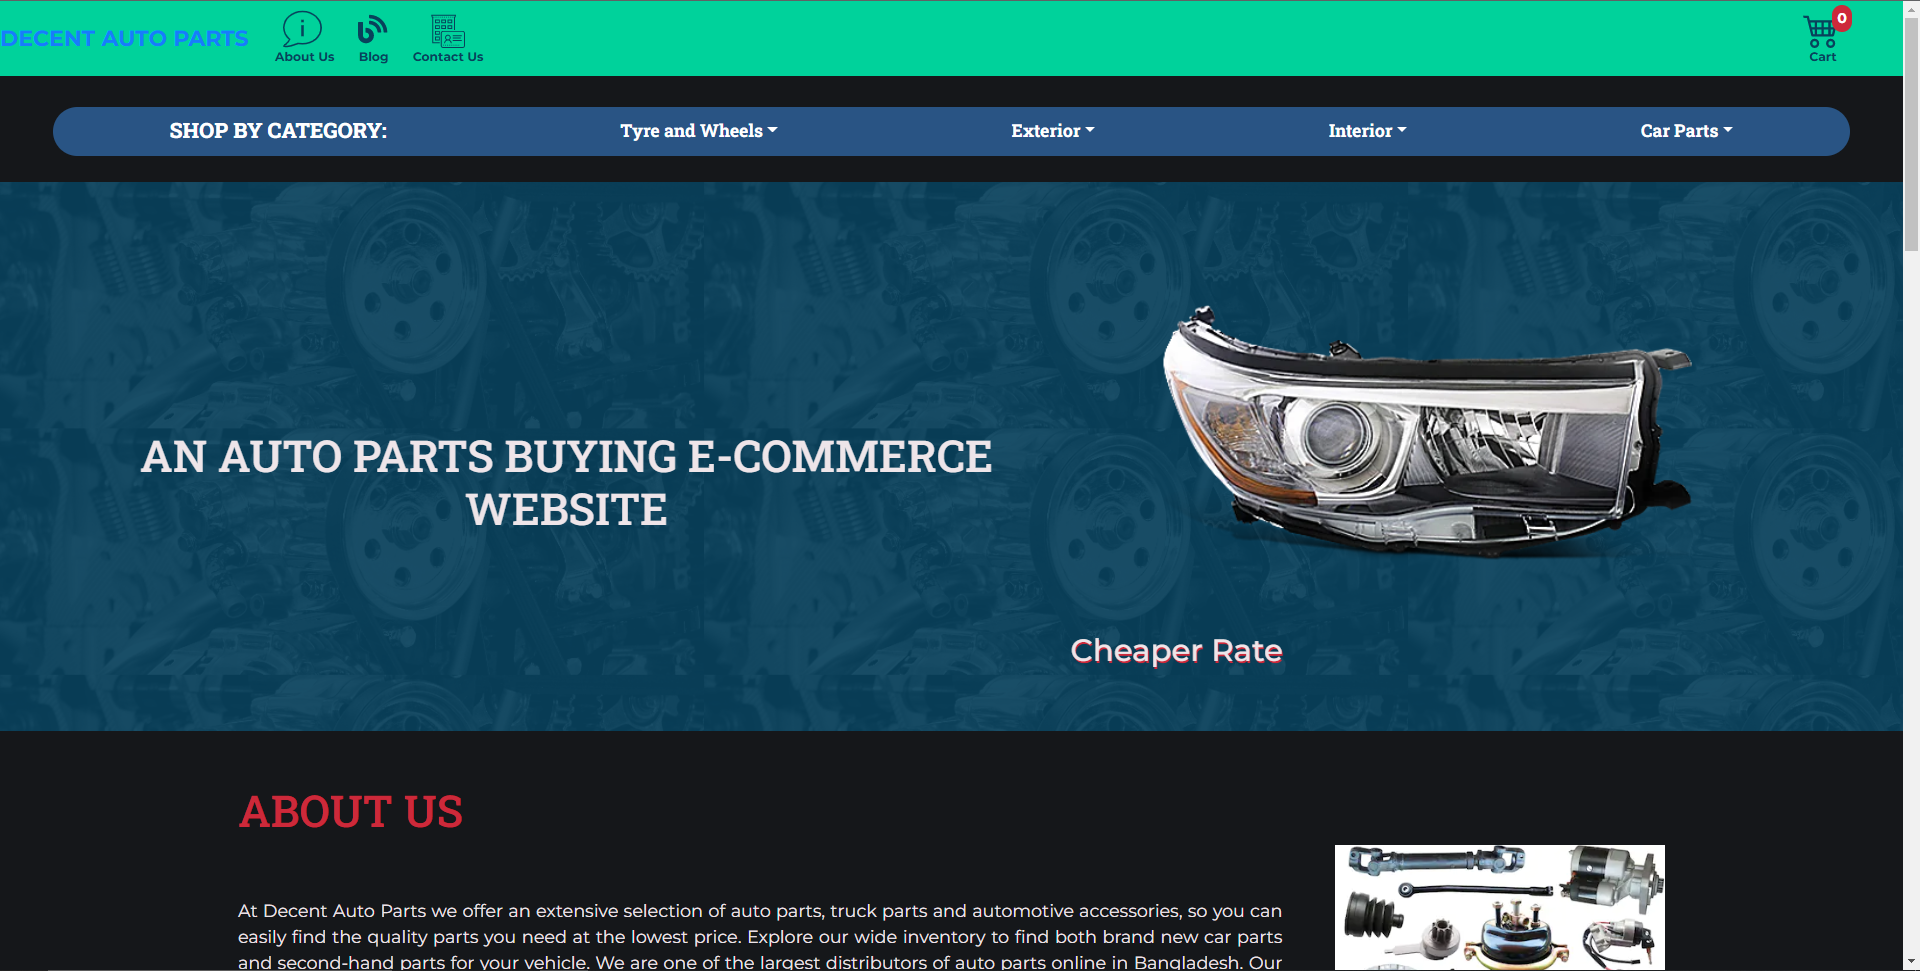 DECENT AUTO PARTS
About Us
Blog
Contact Us
0
Cart
SHOP BY CATEGORY:
Tyre and Wheels
Exterior
Interior
Car Parts
AN AUTO PARTS BUYING E-COMMERCE
WEBSITE
Cheaper Rate
ABOUT US
At Decent Auto Parts we offer an extensive selection of auto parts, truck parts and automotive accessories, so you can
easily find the quality parts you need at the lowest price. Explore our wide inventory to find both brand new car parts
and second-hand parts for your vehicle. We are one of the largest distributors of auto parts online in Bangladesh. Our